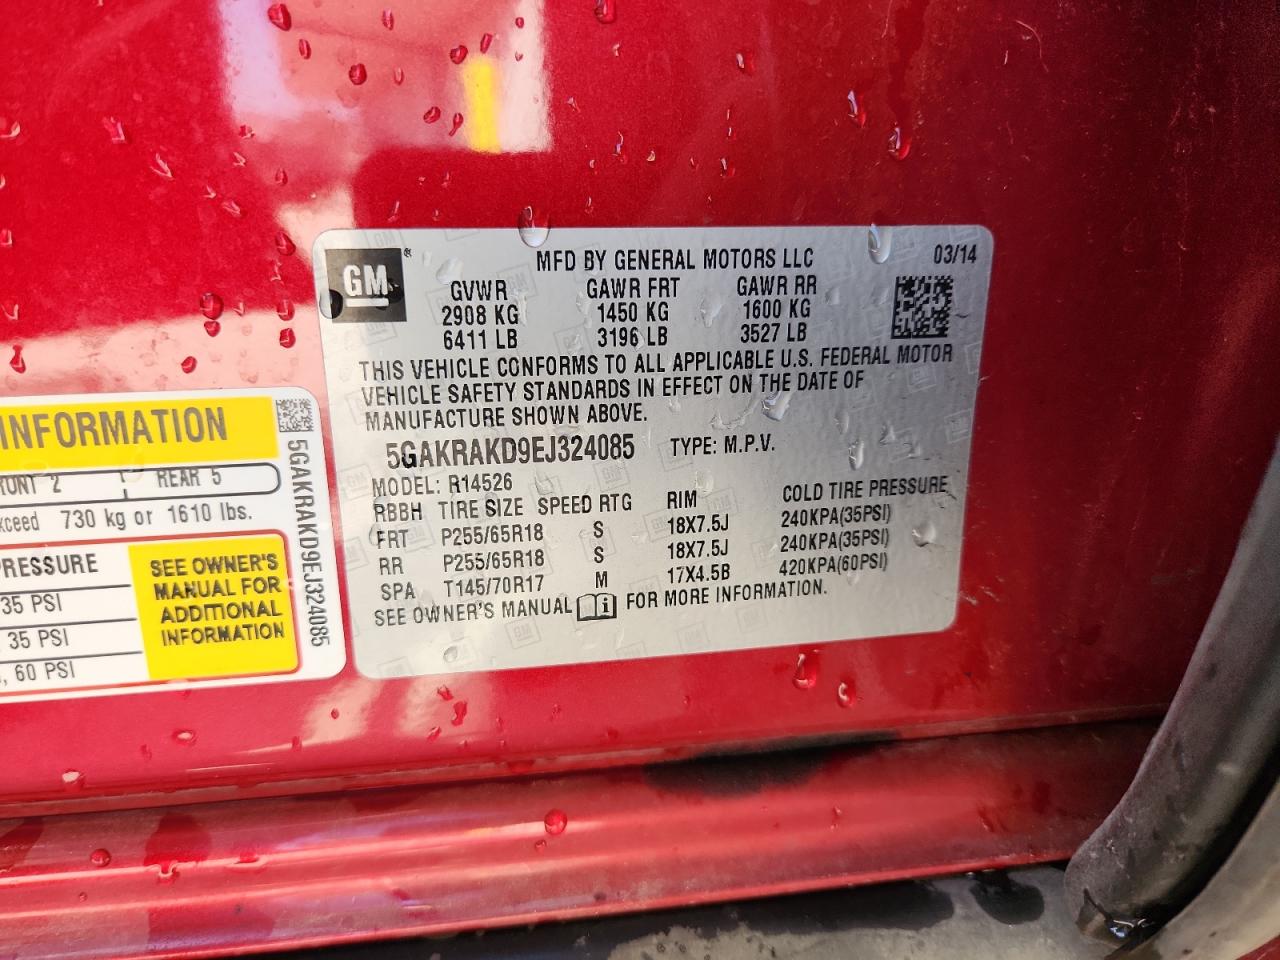 GM®
MFD BY GENERAL MOTORS LLC 03/14
GVWR GAWR FRT GAWR RR
2908 KG 1450 KG 1600 KG
6411 LB 3196 LB 3527 LB
THIS VEHICLE CONFORMS TO ALL APPLICABLE U.S. FEDERAL MOTOR
VEHICLE SAFETY STANDARDS IN EFFECT ON THE DATE OF
MANUFACTURE SHOWN ABOVE.
5GAKRAKD9EJ324085 TYPE: M.P.V.
MODEL: R14526
RBBH TIRE SIZE SPEED RTG RIM COLD TIRE PRESSURE
FRT P255/65R18 S 18X7.5J 240KPA(35PSI)
RR P255/65R18 S 18X7.5J 240KPA(35PSI)
SPA T145/70R17 M 17X4.5B 420KPA(60PSI)
SEE OWNER'S MANUAL FOR MORE INFORMATION.
INFORMATION
RONT 2 REAR 5
xceed 730 kg or 1610 lbs.
PRESSURE
35 PSI
, 35 PSI
, 60 PSI
SEE OWNER'S
MANUAL FOR
ADDITIONAL
INFORMATION
5GAKRAKD9EJ324085